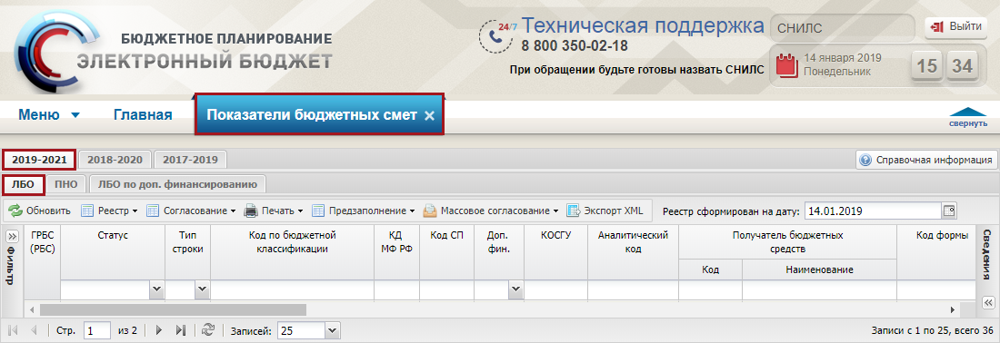 БЮДЖЕТНОЕ ПЛАНИРОВАНИЕ
ЭЛЕКТРОННЫЙ БЮДЖЕТ
24/7 Техническая поддержка
8 800 350-02-18
При обращении будьте готовы назвать СНИЛС
СНИЛС
Выйти
14 января 2019
Понедельник
15 34
Меню Главная Показатели бюджетных смет
свернуть
2019-2021 2018-2020 2017-2019 Справочная информация
ЛБО ПНО ЛБО по доп. финансированию
Обновить Реестр Согласование Печать Предзаполнение Массовое согласование Экспорт XML Реестр сформирован на дату: 14.01.2019
Фильтр
ГРБС (РБС)
Статус
Тип строки
Код по бюджетной классификации
КД МФ РФ
Код СП
Доп. фин.
КОСГУ
Аналитический код
Получатель бюджетных средств
Код Наименование
Код формы
Сведения
Стр. 1 из 2 Записей: 25 Записи с 1 по 25, всего 36